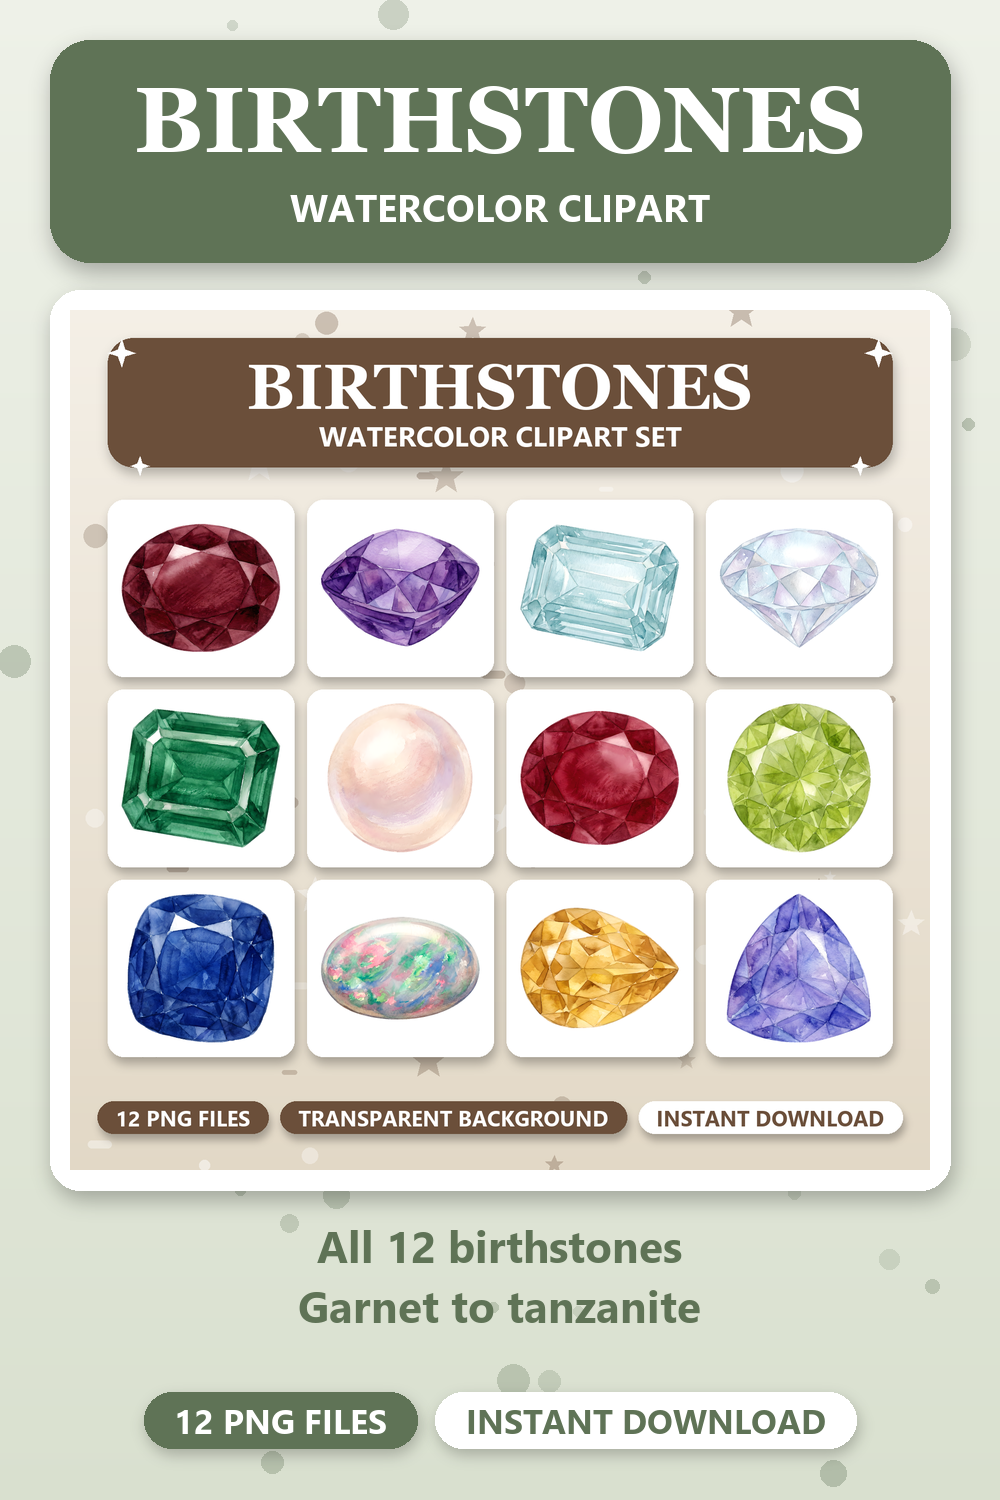 BIRTHSTONES
WATERCOLOR CLIPART
BIRTHSTONES
WATERCOLOR CLIPART SET
12 PNG FILES
TRANSPARENT BACKGROUND
INSTANT DOWNLOAD
All 12 birthstones
Garnet to tanzanite
12 PNG FILES
INSTANT DOWNLOAD